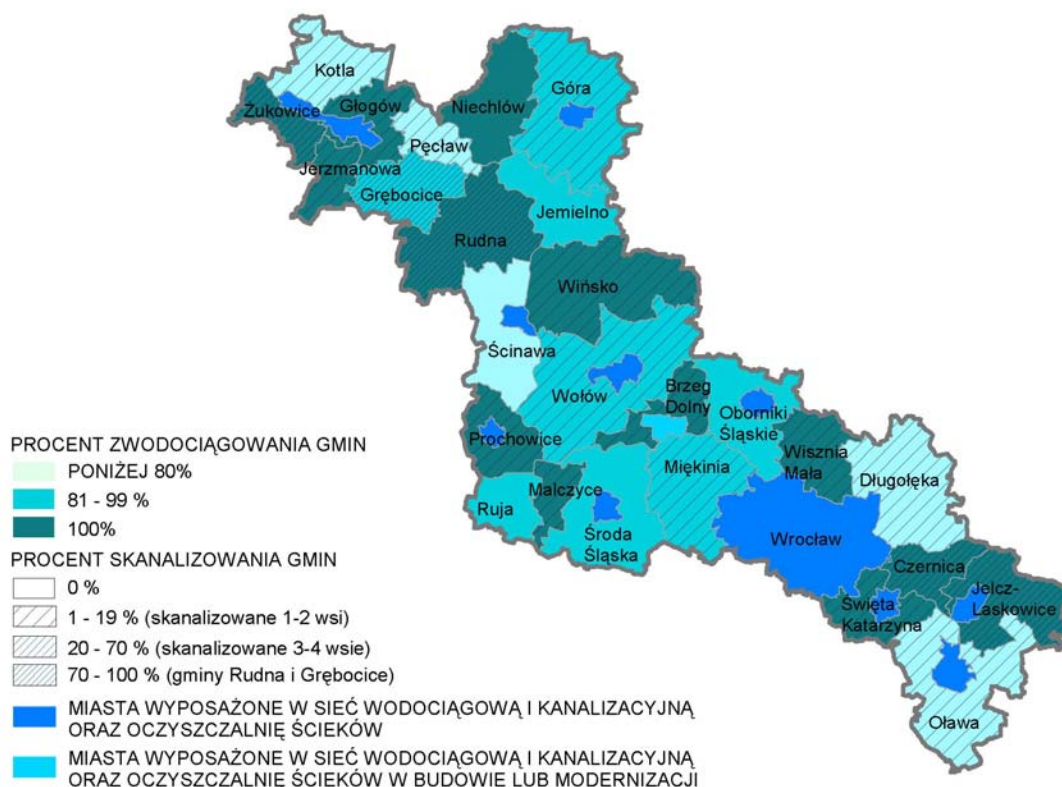 Kotla
Żukowice
Głogów
Niechlów
Góra
Pęcław
Jerzmanowa
Grębocice
Jemielno
Rudna
Wińsko
Ścinawa
Wołów
Brzeg
Dolny
Oborniki
Śląskie
Prochowice
Wisznia
Mała
Długołęka
Miękinia
Malczyce
Ruja
Środa
Śląska
Wrocław
Czernica
Jelcz-
Laskowice
Święta
Katarzyna
Oława
PROCENT ZWODOCIĄGOWANIA GMIN
PONIŻEJ 80%
81 - 99 %
100%
PROCENT SKANALIZOWANIA GMIN
0 %
1 - 19 % (skanalizowane 1-2 wsi)
20 - 70 % (skanalizowane 3-4 wsie)
70 - 100 % (gminy Rudna i Grębocice)
MIASTA WYPOSAŻONE W SIEĆ WODOCIĄGOWĄ I KANALIZACYJNĄ
ORAZ OCZYSZCZALNIĘ ŚCIEKÓW
MIASTA WYPOSAŻONE W SIEĆ WODOCIĄGOWĄ I KANALIZACYJNĄ
ORAZ OCZYSZCZALNIE ŚCIEKÓW W BUDOWIE LUB MODERNIZACJI